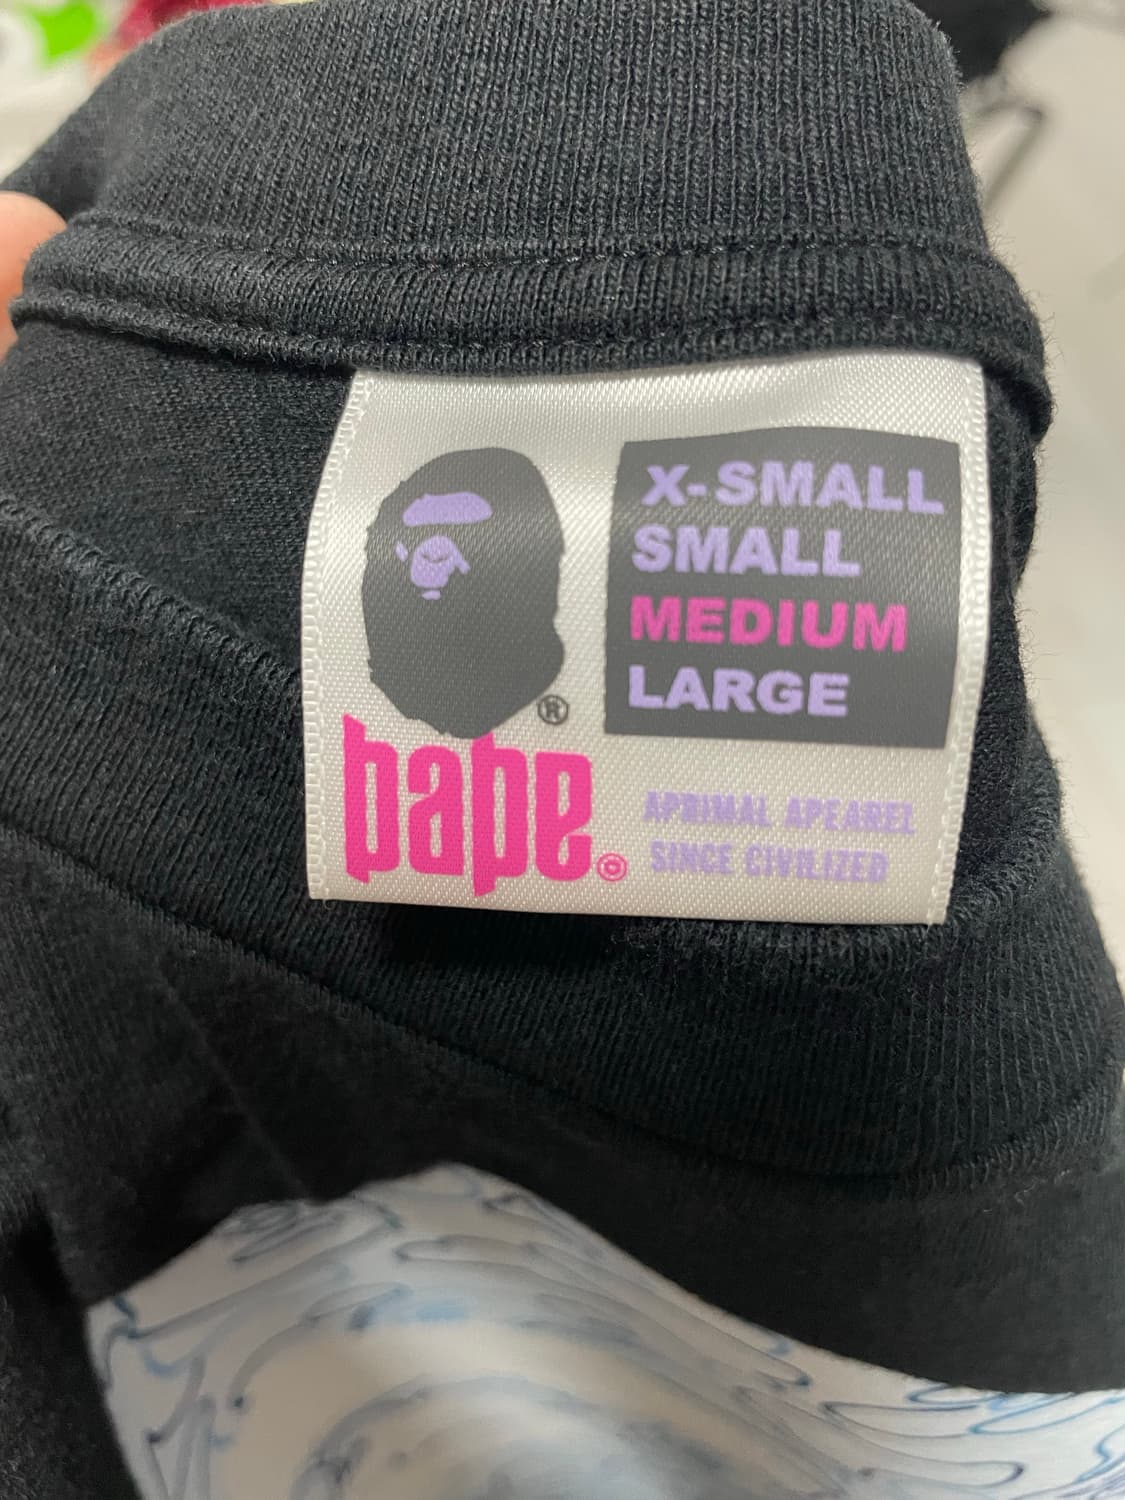 X-SMALL
SMALL
MEDIUM
LARGE
®
bape®
APRIMAL APEAREL
SINCE CIVILIZED